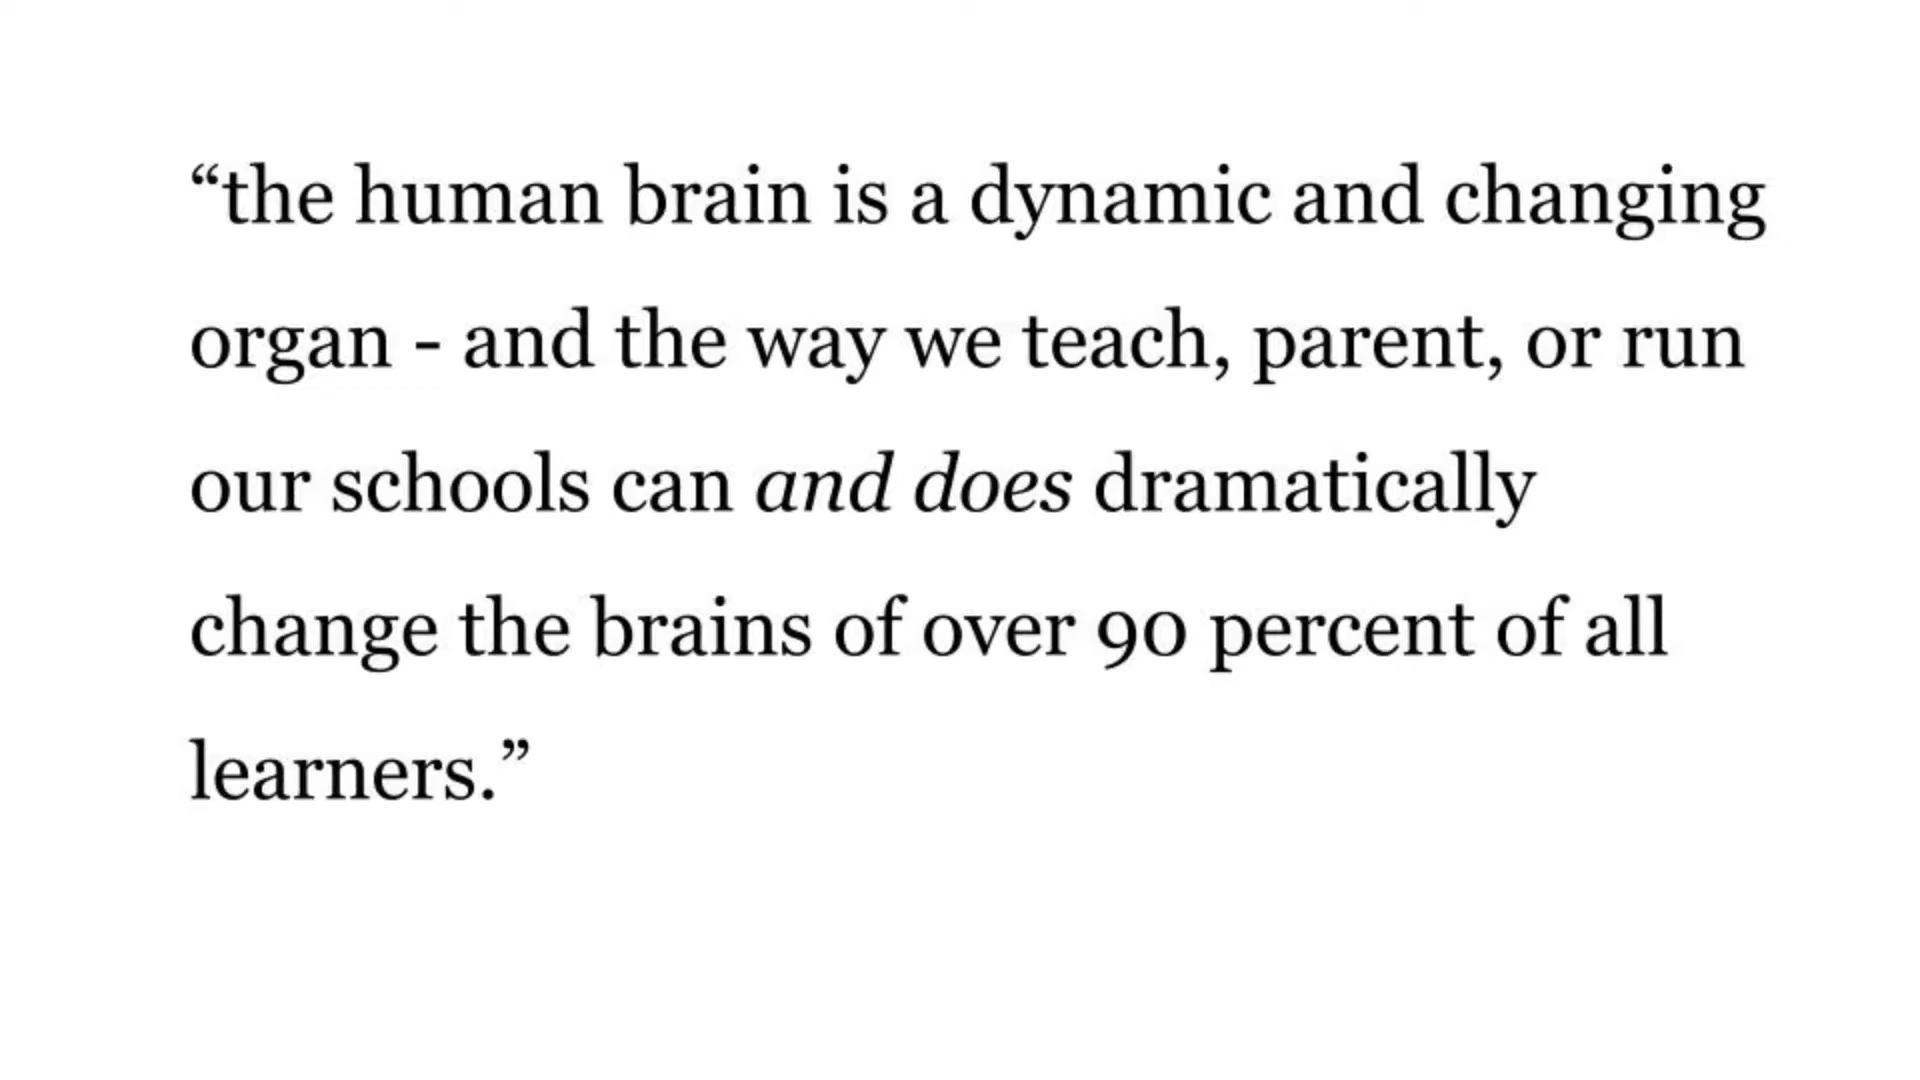 “the human brain is a dynamic and changing
organ - and the way we teach, parent, or run
our schools can and does dramatically
change the brains of over 90 percent of all
learners.”